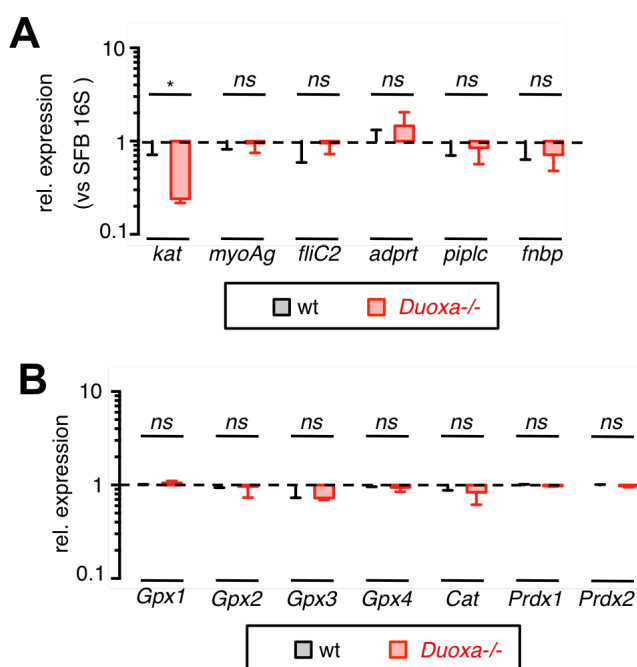 A
rel. expression
(vs SFB 16S)
10
1
0.1
* ns ns ns ns ns
kat myoAg fliC2 adprt piplc fnbp
wt Duoxa-/-
B
rel. expression
10
1
0.1
ns ns ns ns ns ns ns
Gpx1 Gpx2 Gpx3 Gpx4 Cat Prdx1 Prdx2
wt Duoxa-/-